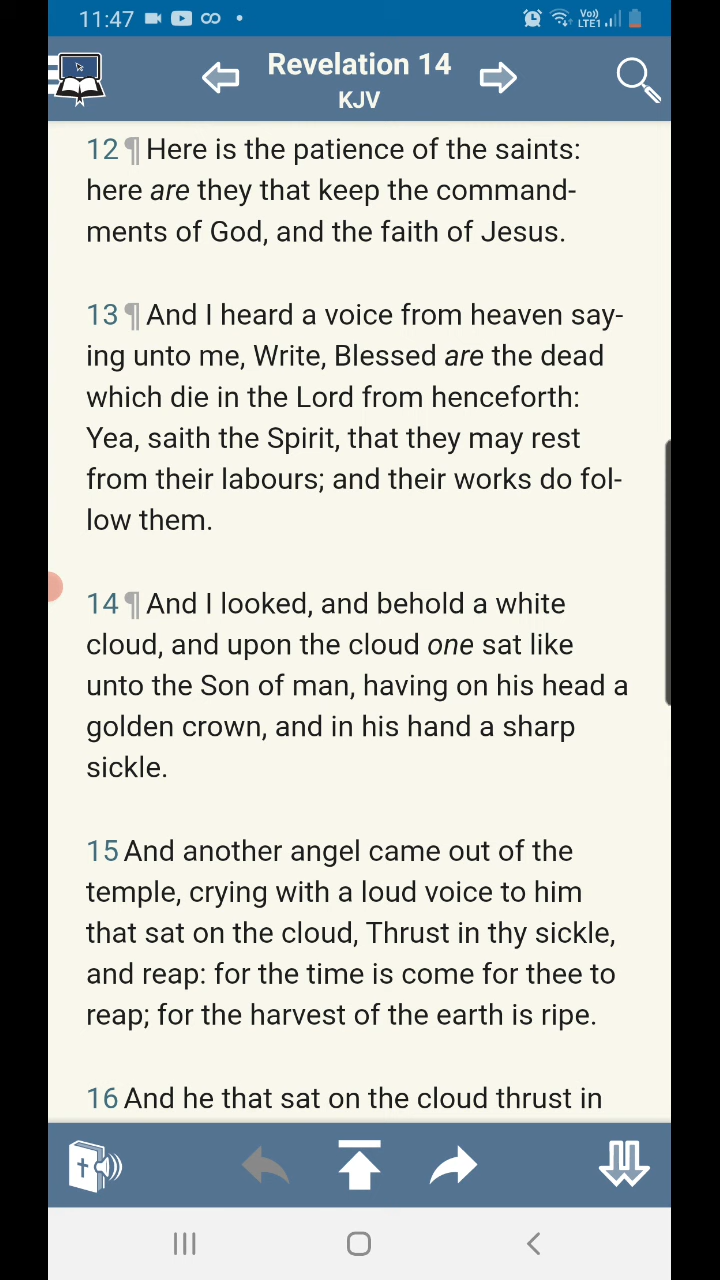 11:47
Vo))
LTE1
Revelation 14
KJV
12 ¶ Here is the patience of the saints:
here are they that keep the command-
ments of God, and the faith of Jesus.
13 ¶ And I heard a voice from heaven say-
ing unto me, Write, Blessed are the dead
which die in the Lord from henceforth:
Yea, saith the Spirit, that they may rest
from their labours; and their works do fol-
low them.
14 ¶ And I looked, and behold a white
cloud, and upon the cloud one sat like
unto the Son of man, having on his head a
golden crown, and in his hand a sharp
sickle.
15 And another angel came out of the
temple, crying with a loud voice to him
that sat on the cloud, Thrust in thy sickle,
and reap: for the time is come for thee to
reap; for the harvest of the earth is ripe.
16 And he that sat on the cloud thrust in